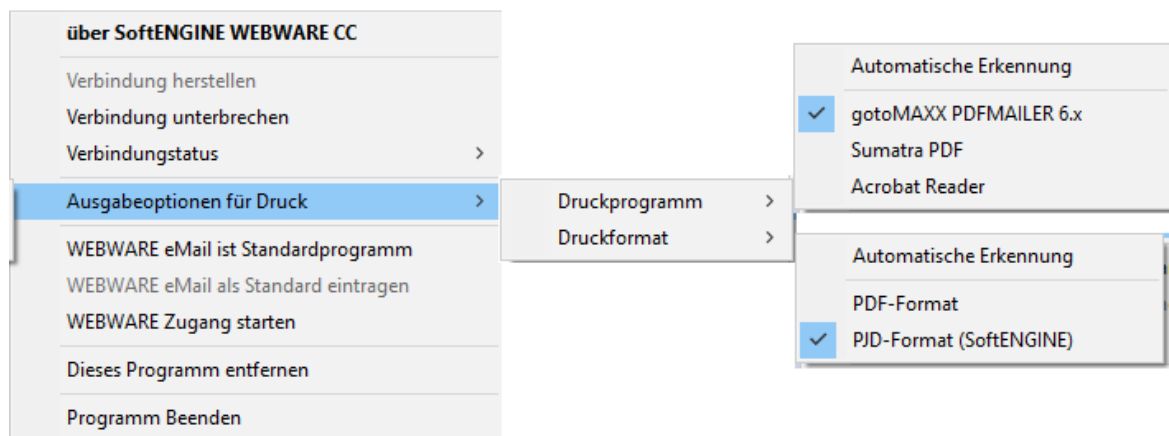 über SoftENGINE WEBWARE CC
Verbindung herstellen
Verbindung unterbrechen
Verbindungstatus
Ausgabeoptionen für Druck
WEBWARE eMail ist Standardprogramm
WEBWARE eMail als Standard eintragen
WEBWARE Zugang starten
Dieses Programm entfernen
Programm Beenden
Druckprogramm
Druckformat
Automatische Erkennung
gotoMAXX PDFMAILER 6.x
Sumatra PDF
Acrobat Reader
Automatische Erkennung
PDF-Format
PJD-Format (SoftENGINE)